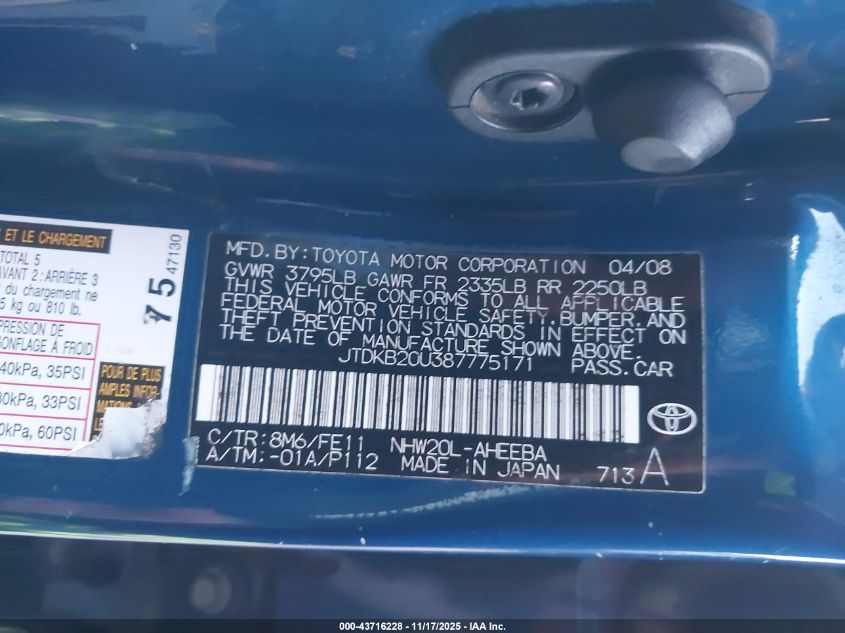 S ET LE CHARGEMENT
TOTAL 5
AVANT 2 : ARRIÈRE 3
du chargement ne
5 kg ou 810 lb.
PRESSION DE
GONFLAGE À FROID
40kPa, 35PSI
30kPa, 33PSI
0kPa, 60PSI
75
47130
POUR DE PLUS
AMPLES INFOR-
MFD. BY: TOYOTA MOTOR CORPORATION 04/08
GVWR 3795LB GAWR FR 2335LB RR 2250LB
THIS VEHICLE CONFORMS TO ALL APPLICABLE
FEDERAL MOTOR VEHICLE SAFETY, BUMPER, AND
THEFT PREVENTION STANDARDS IN EFFECT ON
THE DATE OF MANUFACTURE SHOWN ABOVE.
JTDKB20U387775171 PASS.CAR
C/TR: 8M6/FE11 NHW20L-AHEEBA
A/TM: -01A/P112 MADE IN JAPAN 713 A
000-43716228 - 11/17/2025 - IAA Inc.